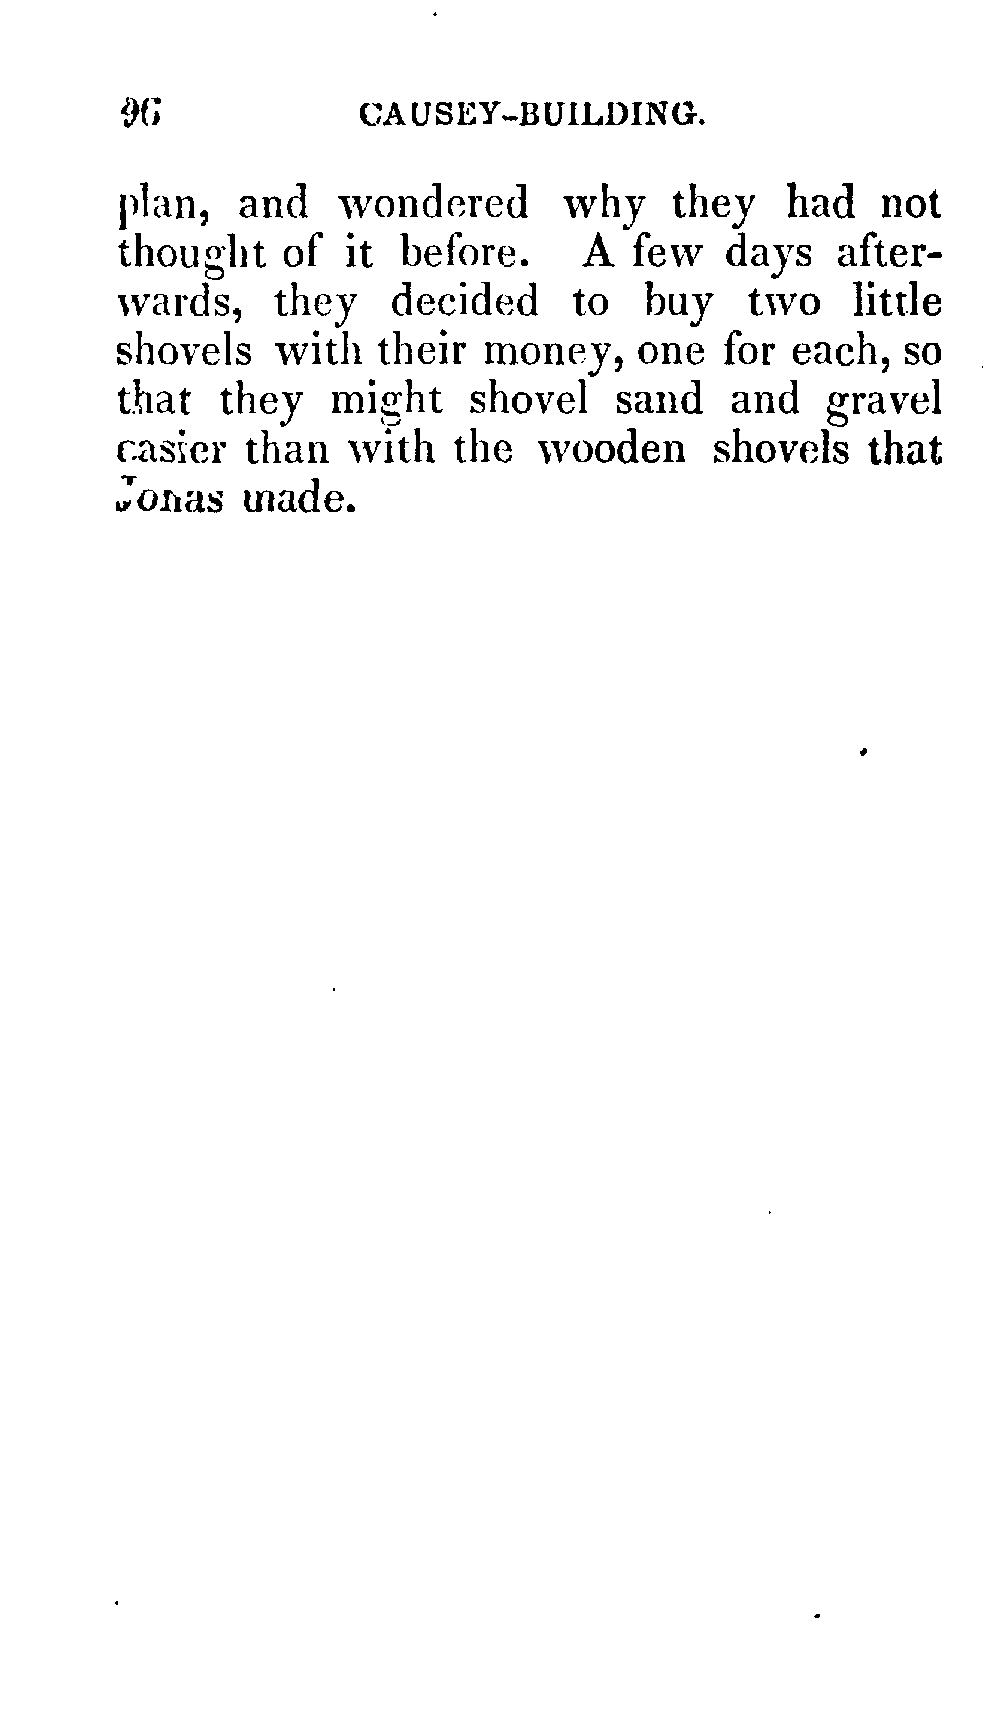 96 CAUSEY-BUILDING.
plan, and wondered why they had not
thought of it before. A few days after-
wards, they decided to buy two little
shovels with their money, one for each, so
that they might shovel sand and gravel
easier than with the wooden shovels that
Jonas made.